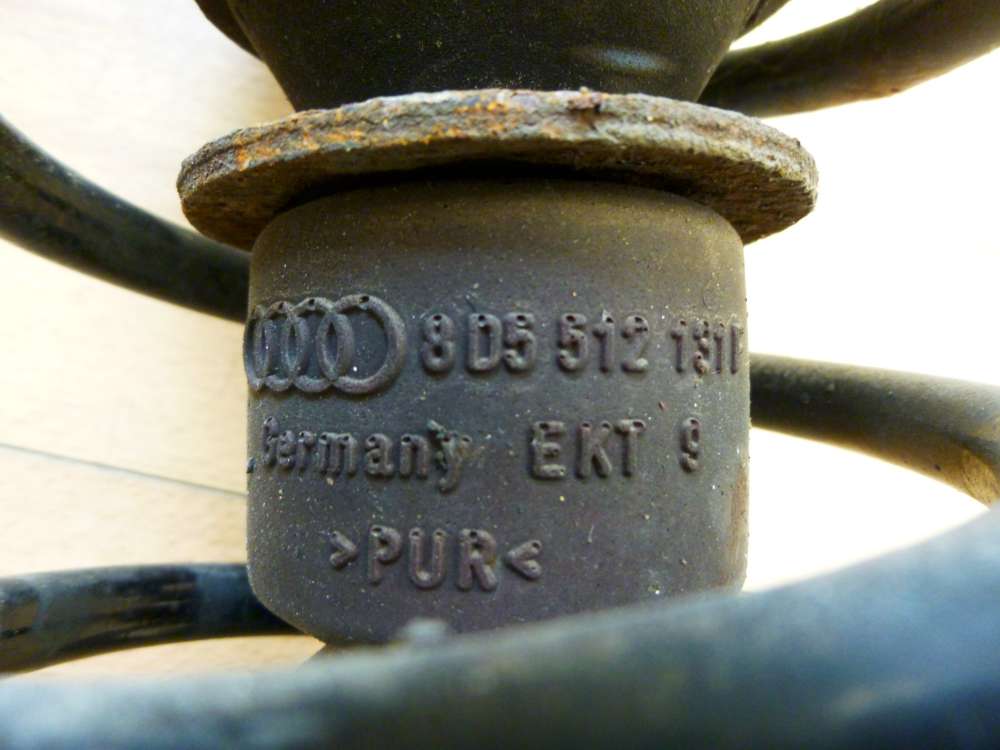 8D5 512 131
Germany EKT 9
>PUR<